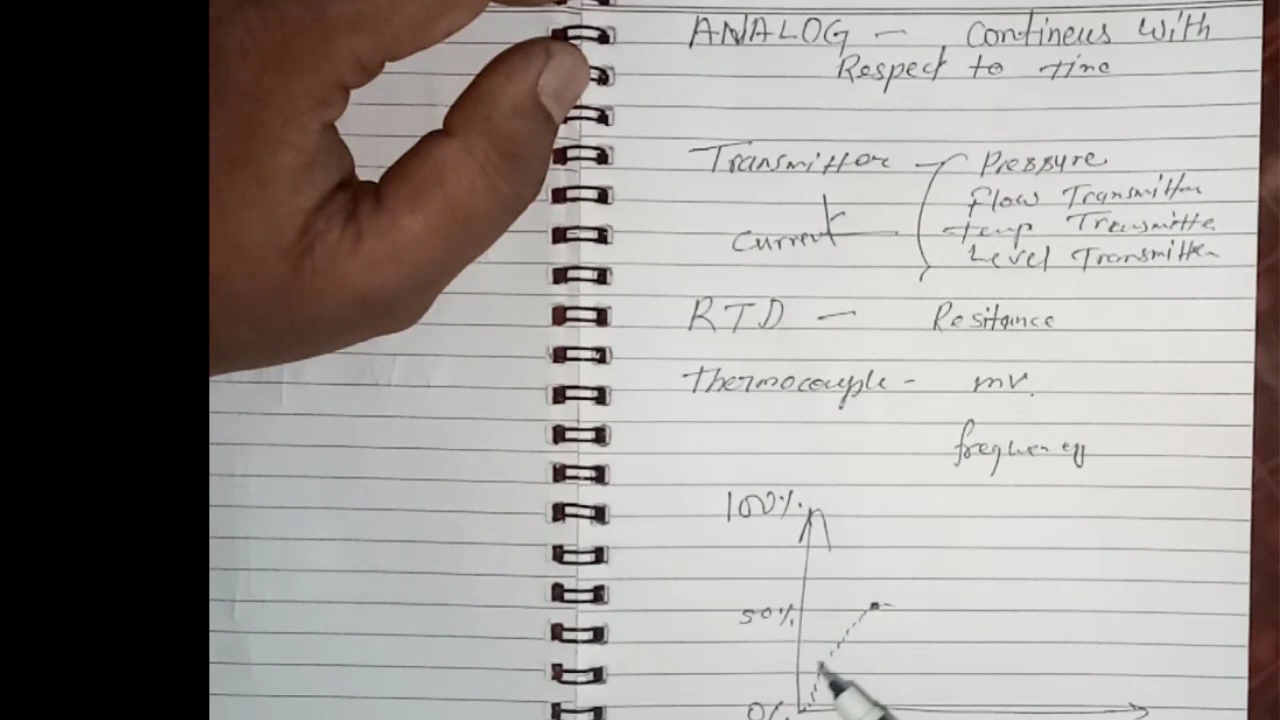 ANALOG - Contineus with
Respect to time
Transmitter - Pressure
flow Transmitter
Current temp Transmitte
Level Transmitter
RTD - Resitance
thermocouple - mv.
frequency
100%
50%
0%